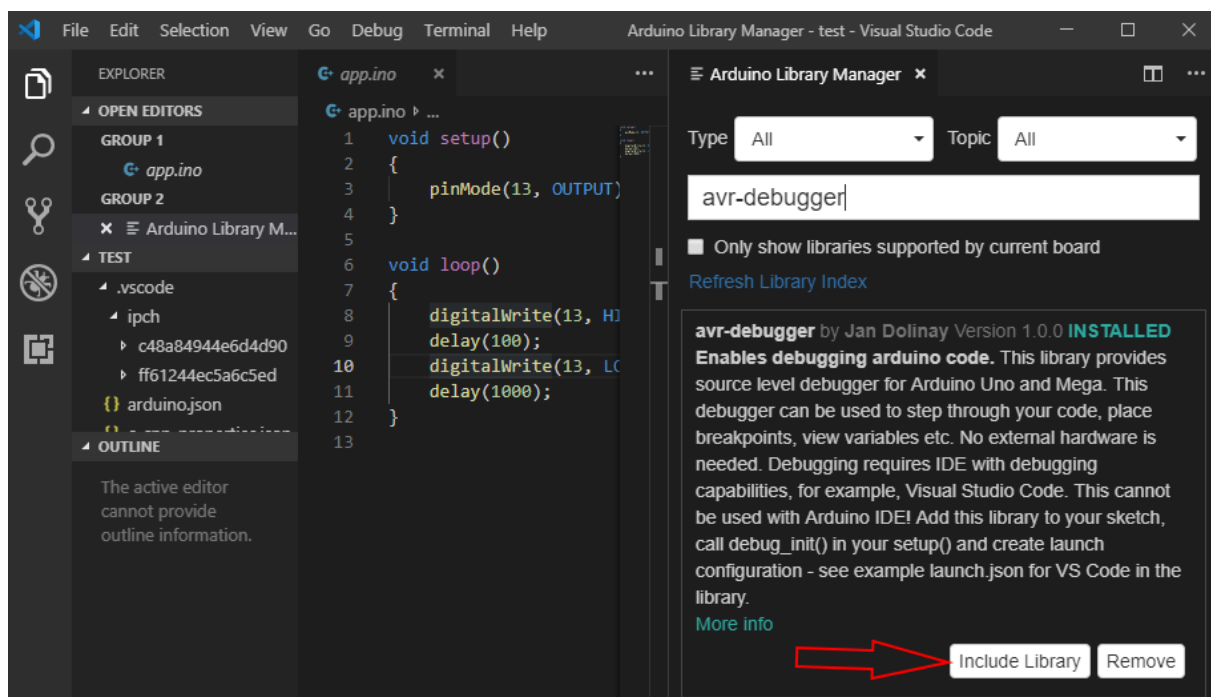 File Edit Selection View Go Debug Terminal Help Arduino Library Manager - test - Visual Studio Code
EXPLORER
OPEN EDITORS
GROUP 1
app.ino
GROUP 2
Arduino Library M...
TEST
.vscode
ipch
c48a84944e6d4d90
ff61244ec5a6c5ed
{} arduino.json
OUTLINE
The active editor
cannot provide
outline information.
app.ino
app.ino ...
1 void setup()
2 {
3 pinMode(13, OUTPUT)
4 }
5
6 void loop()
7 {
8 digitalWrite(13, HI
9 delay(100);
10 digitalWrite(13, LO
11 delay(1000);
12 }
13
Arduino Library Manager
Type All Topic All
avr-debugger
Only show libraries supported by current board
Refresh Library Index
avr-debugger by Jan Dolinay Version 1.0.0 INSTALLED
Enables debugging arduino code. This library provides
source level debugger for Arduino Uno and Mega. This
debugger can be used to step through your code, place
breakpoints, view variables etc. No external hardware is
needed. Debugging requires IDE with debugging
capabilities, for example, Visual Studio Code. This cannot
be used with Arduino IDE! Add this library to your sketch,
call debug_init() in your setup() and create launch
configuration - see example launch.json for VS Code in the
library.
More info
Include Library Remove